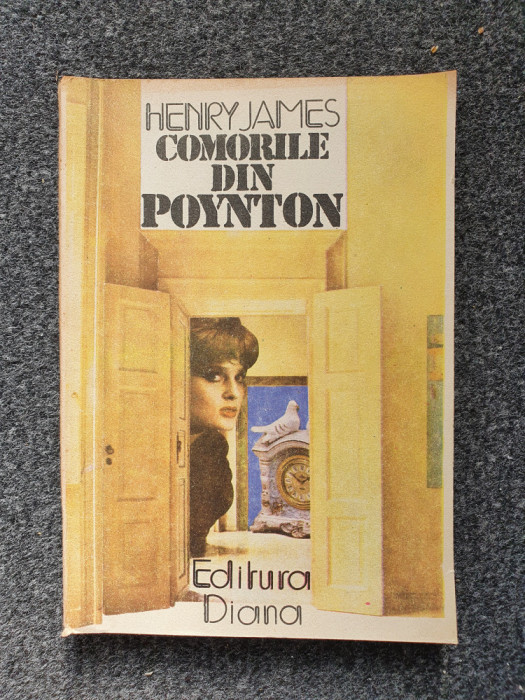 HENRY JAMES
COMORILE
DIN
POYNTON
Editura
Diana